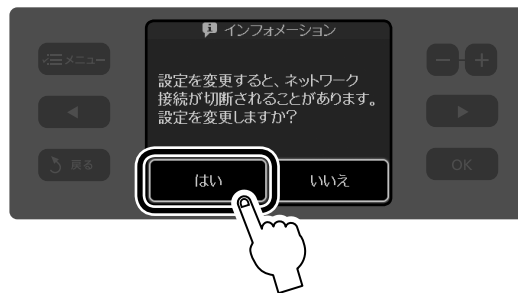 インフォメーション
メニュー
設定を変更すると、ネットワーク
接続が切断されることがあります。
設定を変更しますか？
戻る
はい
いいえ
OK